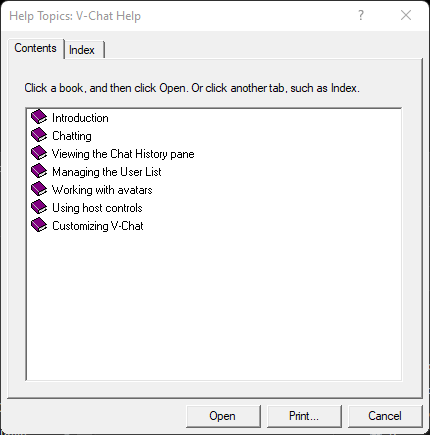 Help Topics: V-Chat Help
?
Contents
Index
Click a book, and then click Open. Or click another tab, such as Index.
Introduction
Chatting
Viewing the Chat History pane
Managing the User List
Working with avatars
Using host controls
Customizing V-Chat
Open
Print...
Cancel